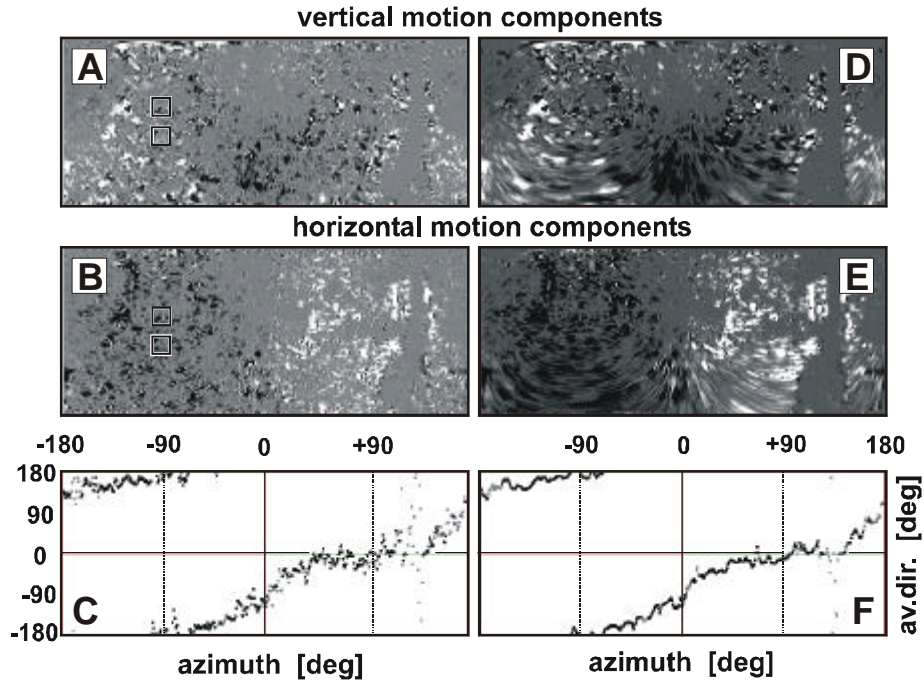 vertical motion components
A
D
horizontal motion components
B
E
-180 -90 0 +90 -90 0 +90 180
180
90
0
-90
-180
C
F
av.dir. [deg]
azimuth [deg] azimuth [deg]